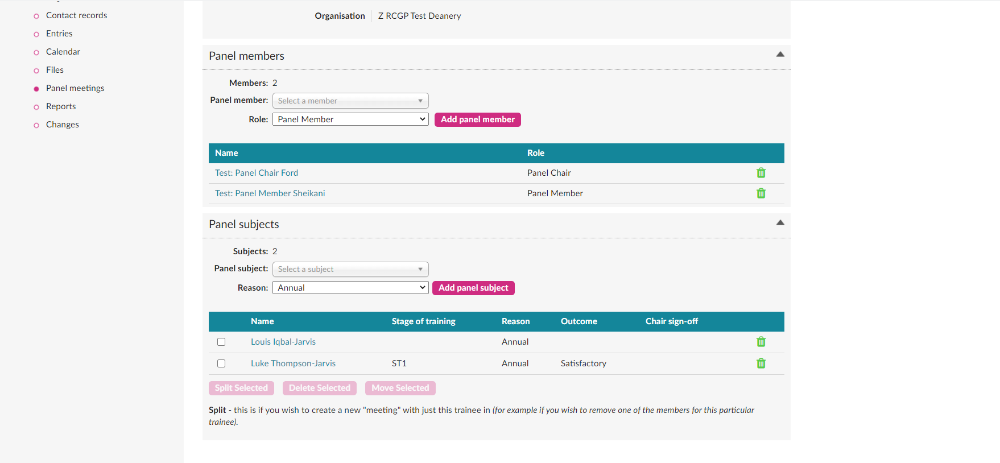 Contact records
Entries
Calendar
Files
Panel meetings
Reports
Changes
Organisation Z RCGP Test Deanery
Panel members
Members: 2
Panel member: Select a member
Role: Panel Member Add panel member
Name Role
Test: Panel Chair Ford Panel Chair
Test: Panel Member Sheikani Panel Member
Panel subjects
Subjects: 2
Panel subject: Select a subject
Reason: Annual Add panel subject
Name Stage of training Reason Outcome Chair sign-off
Louis Iqbal-Jarvis Annual
Luke Thompson-Jarvis ST1 Annual Satisfactory
Split Selected Delete Selected Move Selected
Split - this is if you wish to create a new "meeting" with just this trainee in (for example if you wish to remove one of the members for this particular
trainee).